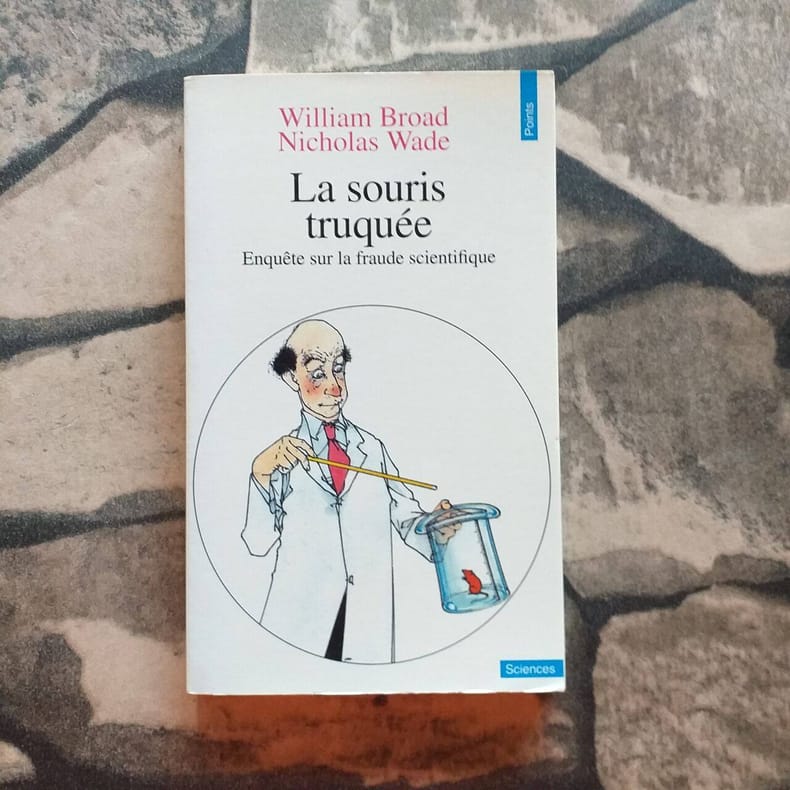 Points
William Broad
Nicholas Wade
La souris
truquée
Enquête sur la fraude scientifique
Sciences